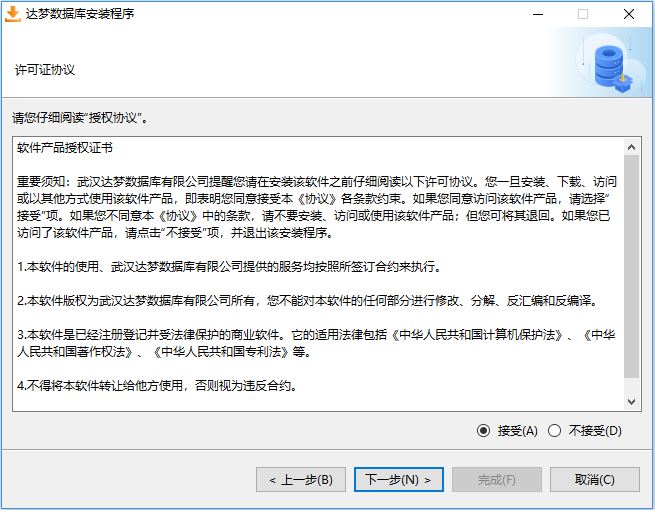 达梦数据库安装程序
许可证协议
请您仔细阅读“授权协议”。
软件产品授权证书
重要须知：武汉达梦数据库有限公司提醒您请在安装该软件之前仔细阅读以下许可协议。您一旦安装、下载、访问
或以其他方式使用该软件产品，即表明您同意接受本《协议》各条款约束。如果您同意访问该软件产品，请选择”
接受”项。如果您不同意本《协议》中的条款，请不要安装、访问或使用该软件产品；但您可将其退回。如果您已
访问了该软件产品，请点击“不接受”项，并退出该安装程序。
1.本软件的使用、武汉达梦数据库有限公司提供的服务均按照所签订合约来执行。
2.本软件版权为武汉达梦数据库有限公司所有，您不能对本软件的任何部分进行修改、分解、反汇编和反编译。
3.本软件是已经注册登记并受法律保护的商业软件。它的适用法律包括《中华人民共和国计算机保护法》、《中华
人民共和国著作权法》、《中华人民共和国专利法》等。
4.不得将本软件转让给他方使用，否则视为违反合约。
接受(A) 不接受(D)
< 上一步(B) 下一步(N) > 完成(F) 取消(C)